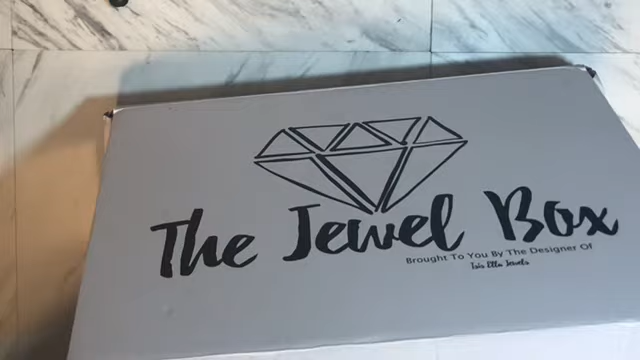 The Jewel Box
Brought To You By The Designer Of
Isis Ella Jewels